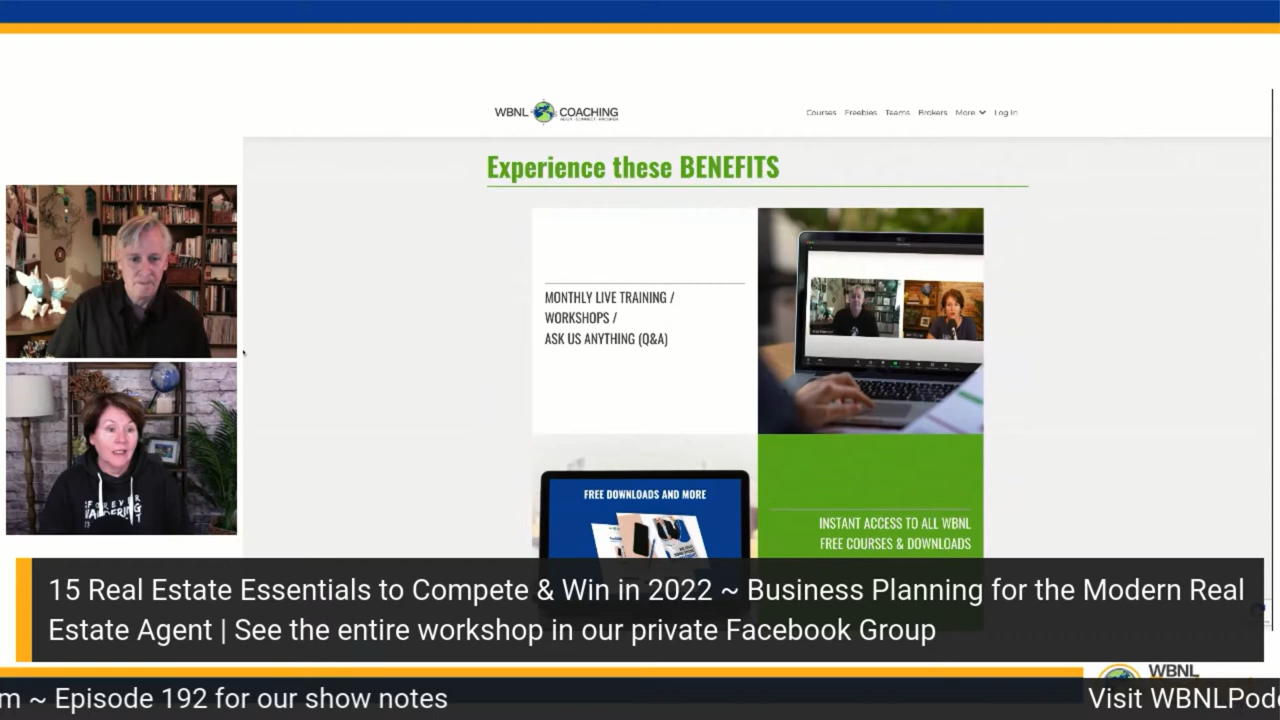 WBNL COACHING
Courses Freebies Teams Brokers More Log In
Experience these BENEFITS
MONTHLY LIVE TRAINING /
WORKSHOPS /
ASK US ANYTHING (Q&A)
FREE DOWNLOADS AND MORE
INSTANT ACCESS TO ALL WBNL
FREE COURSES & DOWNLOADS
15 Real Estate Essentials to Compete & Win in 2022 ~ Business Planning for the Modern Real
Estate Agent | See the entire workshop in our private Facebook Group
WBNL
m ~ Episode 192 for our show notes
Visit WBNLPod